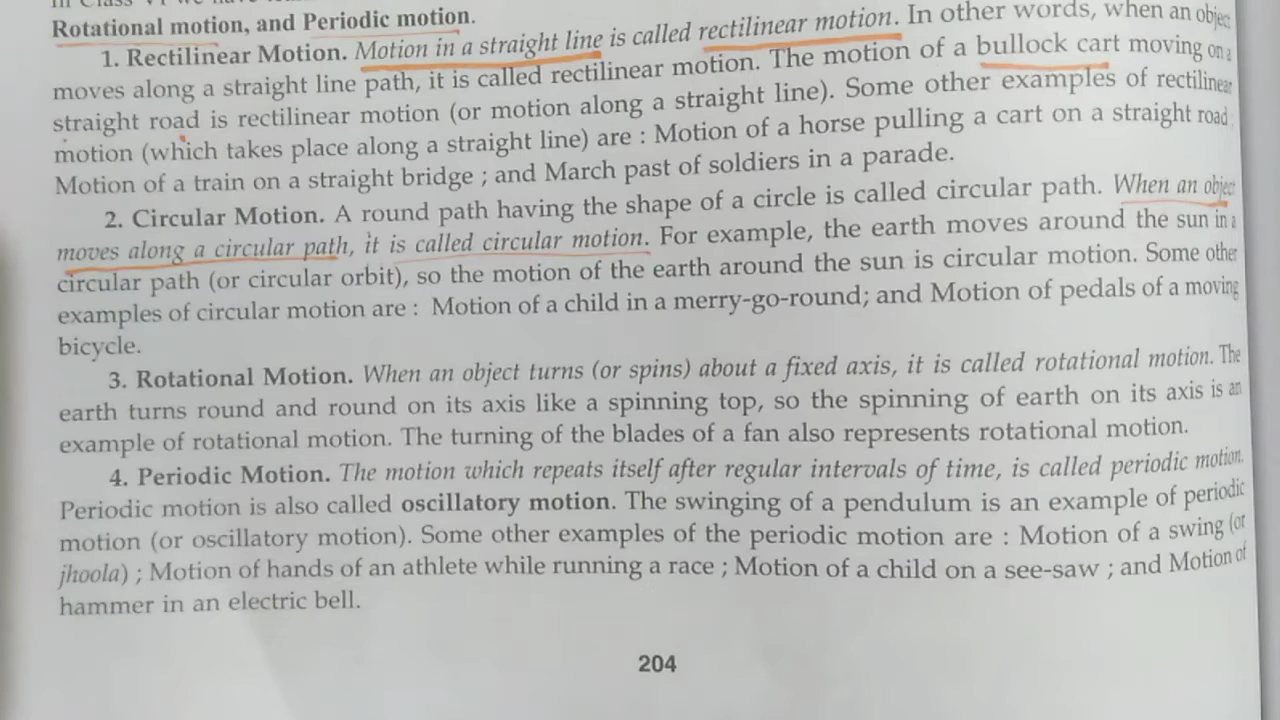 Rotational motion, and Periodic motion.
1. Rectilinear Motion. Motion in a straight line is called rectilinear motion. In other words, when an object
moves along a straight line path, it is called rectilinear motion. The motion of a bullock cart moving on a
straight road is rectilinear motion (or motion along a straight line). Some other examples of rectilinear
motion (which takes place along a straight line) are : Motion of a horse pulling a cart on a straight road
Motion of a train on a straight bridge ; and March past of soldiers in a parade.
2. Circular Motion. A round path having the shape of a circle is called circular path. When an object
moves along a circular path, it is called circular motion. For example, the earth moves around the sun in a
circular path (or circular orbit), so the motion of the earth around the sun is circular motion. Some other
examples of circular motion are : Motion of a child in a merry-go-round; and Motion of pedals of a moving
bicycle.
3. Rotational Motion. When an object turns (or spins) about a fixed axis, it is called rotational motion. The
earth turns round and round on its axis like a spinning top, so the spinning of earth on its axis is an
example of rotational motion. The turning of the blades of a fan also represents rotational motion.
4. Periodic Motion. The motion which repeats itself after regular intervals of time, is called periodic motion.
Periodic motion is also called oscillatory motion. The swinging of a pendulum is an example of periodic
motion (or oscillatory motion). Some other examples of the periodic motion are : Motion of a swing (or
jhoola) ; Motion of hands of an athlete while running a race ; Motion of a child on a see-saw ; and Motion of
hammer in an electric bell.
204